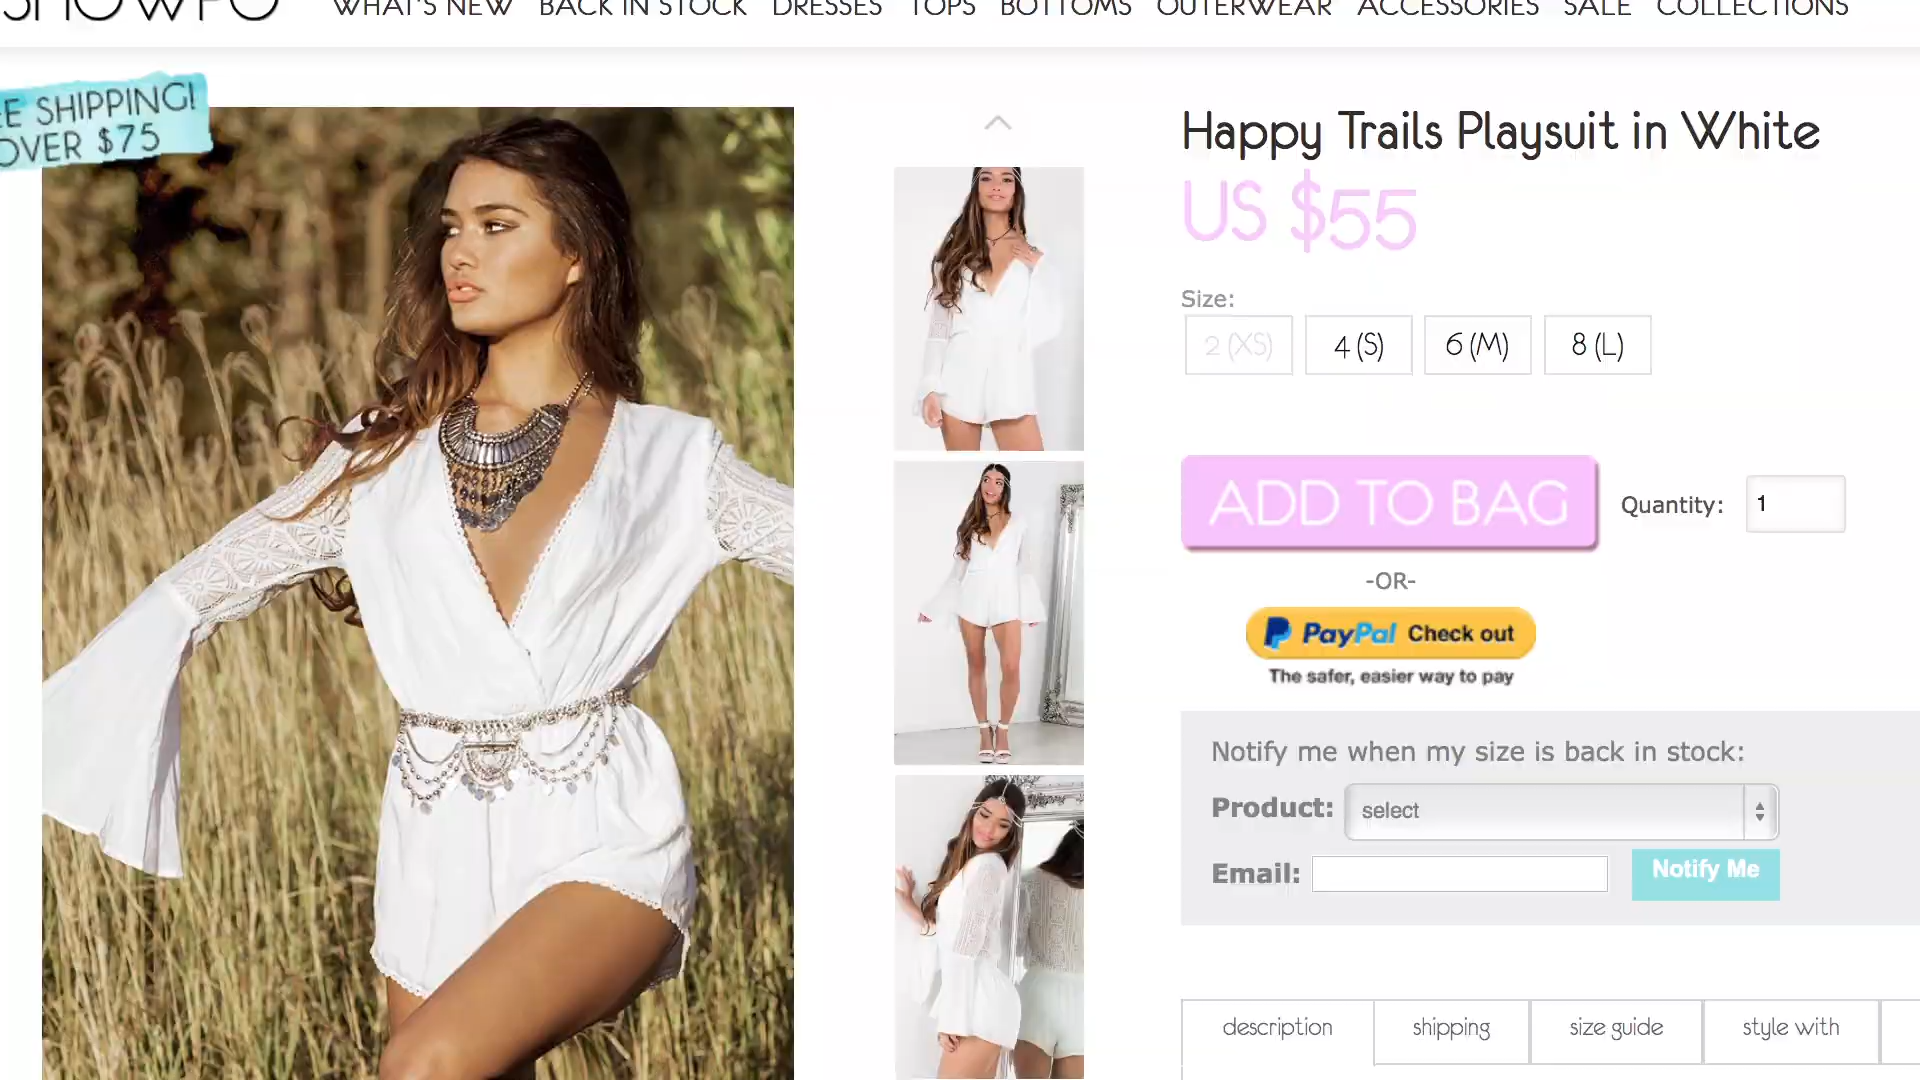 SHOWPO
WHAT'S NEW BACK IN STOCK DRESSES TOPS BOTTOMS OUTERWEAR ACCESSORIES SALE COLLECTIONS
SHIPPING!
OVER $75
Happy Trails Playsuit in White
US $55
Size:
2 (XS) 4 (S) 6 (M) 8 (L)
ADD TO BAG Quantity: 1
-OR-
PayPal Check out
The safer, easier way to pay
Notify me when my size is back in stock:
Product: select
Email: Notify Me
description shipping size guide style with